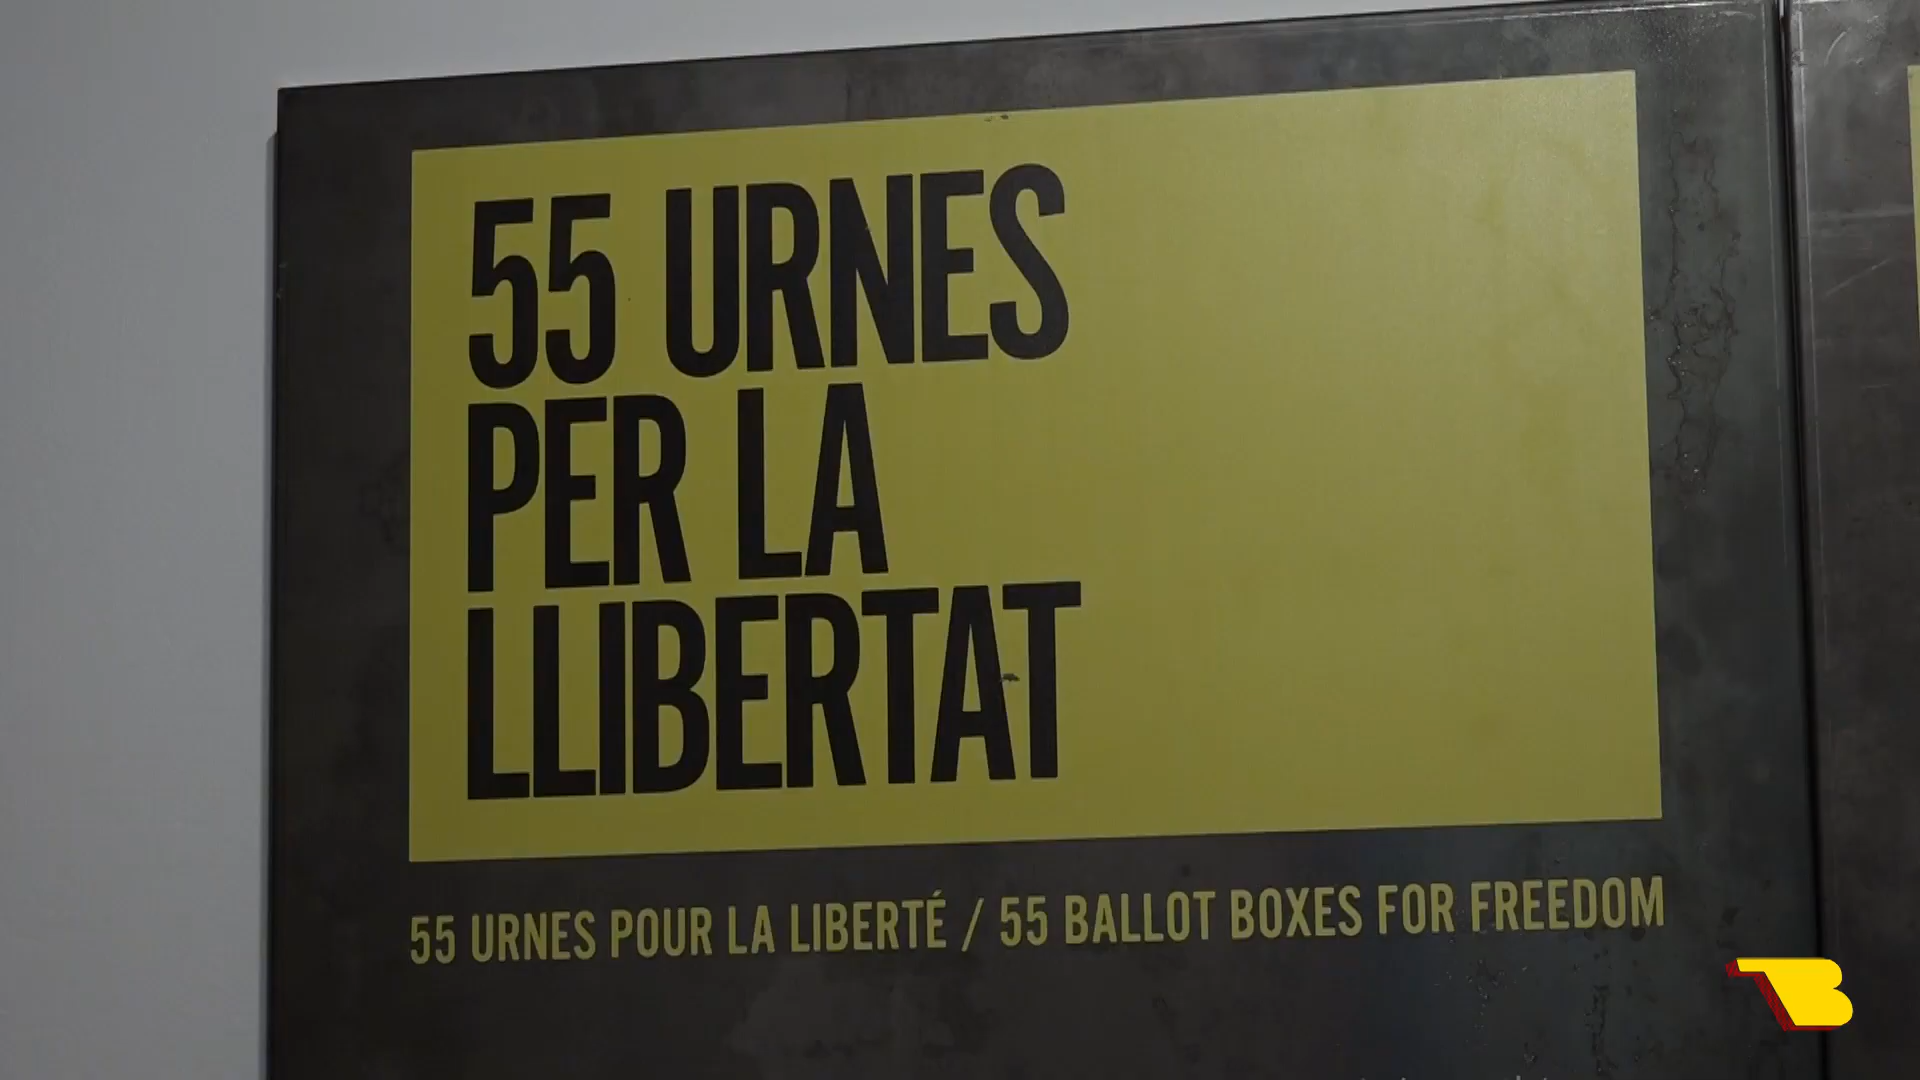 55 URNES
PER LA
LLIBERTAT
55 URNES POUR LA LIBERTÉ / 55 BALLOT BOXES FOR FREEDOM
B